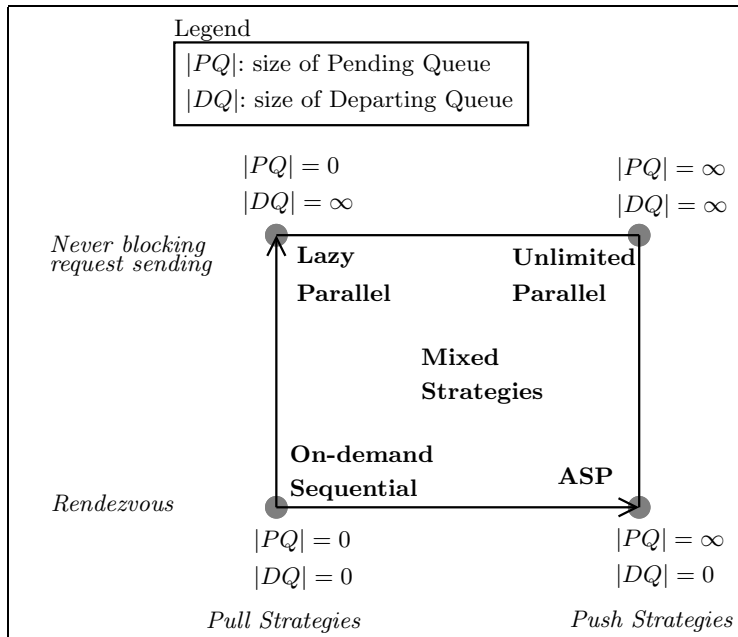 Legend
|PQ|: size of Pending Queue
|DQ|: size of Departing Queue
|PQ| = 0
|DQ| = ∞
|PQ| = ∞
|DQ| = ∞
Never blocking
request sending
Lazy
Parallel
Unlimited
Parallel
Mixed
Strategies
On-demand
Sequential
ASP
Rendezvous
|PQ| = 0
|DQ| = 0
|PQ| = ∞
|DQ| = 0
Pull Strategies
Push Strategies